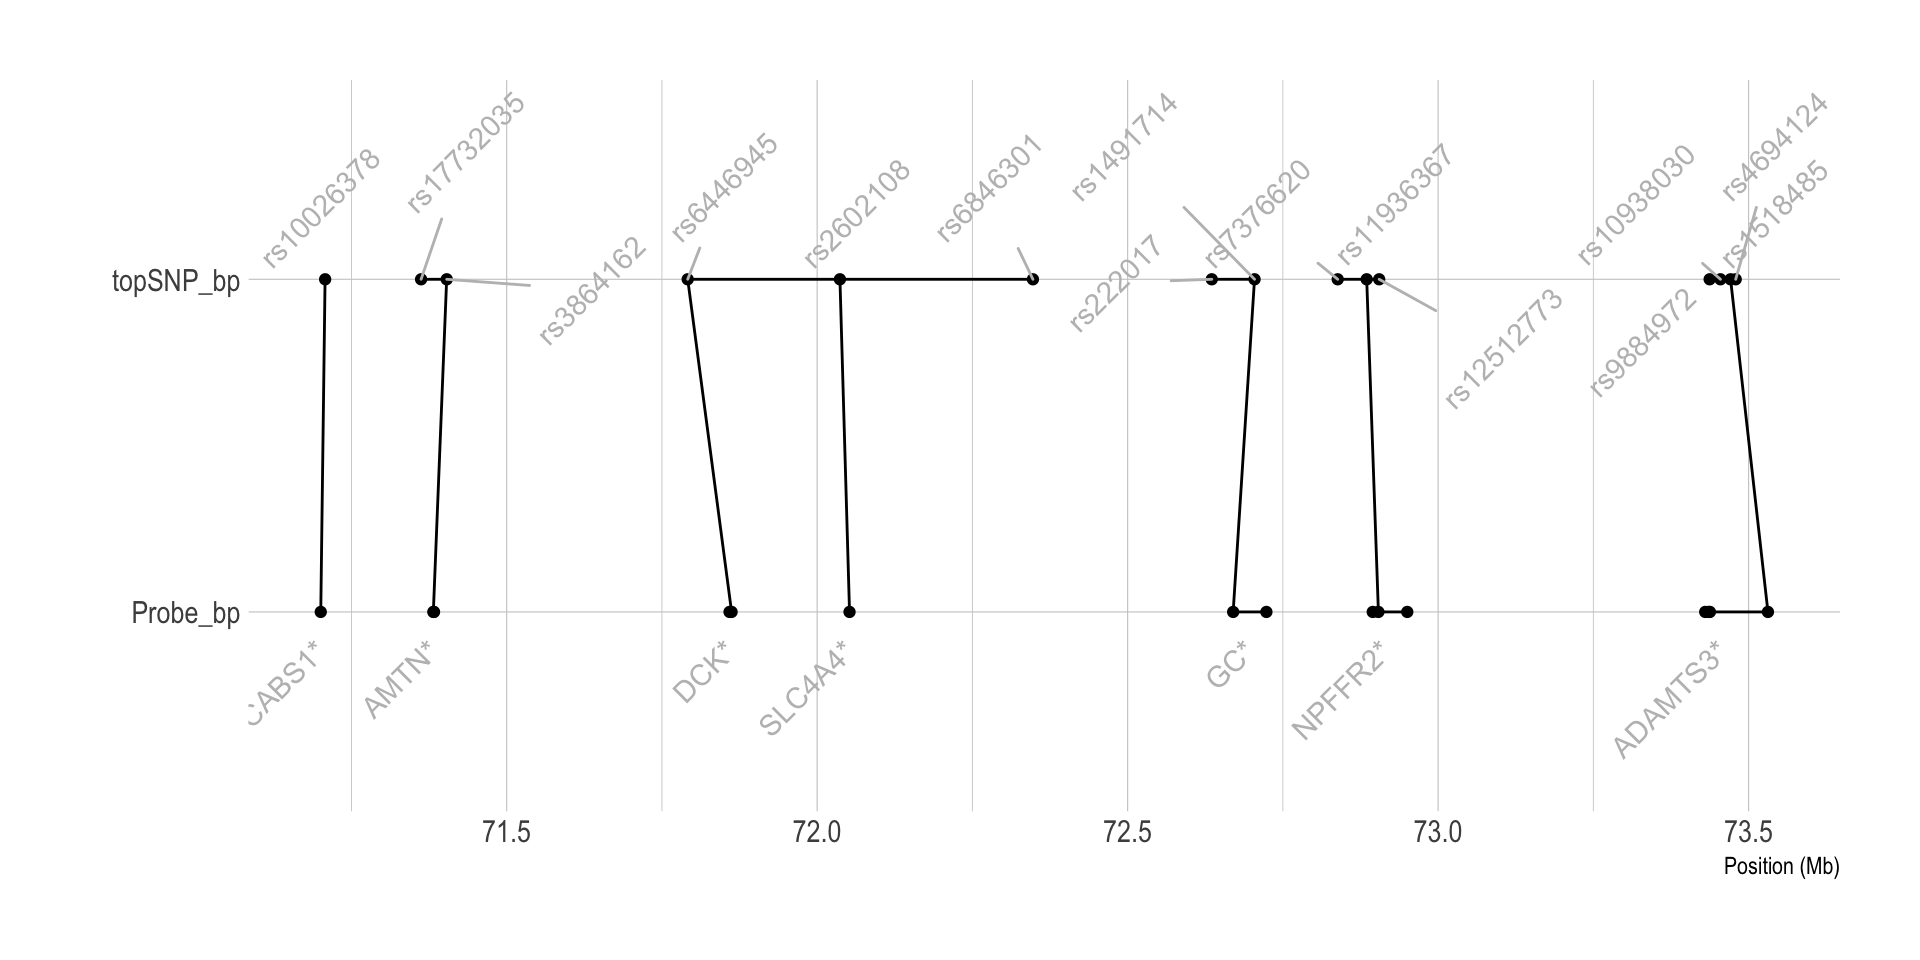 rs10026378
rs17732035
rs3864162
rs6446945
rs2602108
rs6846301
rs1491714
rs222017
rs7376620
rs11936367
rs12512773
rs10938030
rs9884972
rs4694124
rs1518485
topSNP_bp
Probe_bp
CABS1*
AMTN*
DCK*
SLC4A4*
GC*
NPFFR2*
ADAMTS3*
71.5
72.0
72.5
73.0
73.5
Position (Mb)